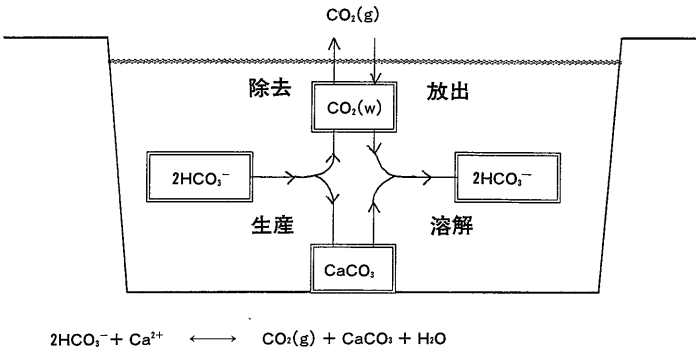 CO₂(g)
除去
放出
CO₂(w)
2HCO₃⁻
2HCO₃⁻
生産
溶解
CaCO₃
2HCO₃⁻ + Ca²⁺ ⟷ CO₂(g) + CaCO₃ + H₂O